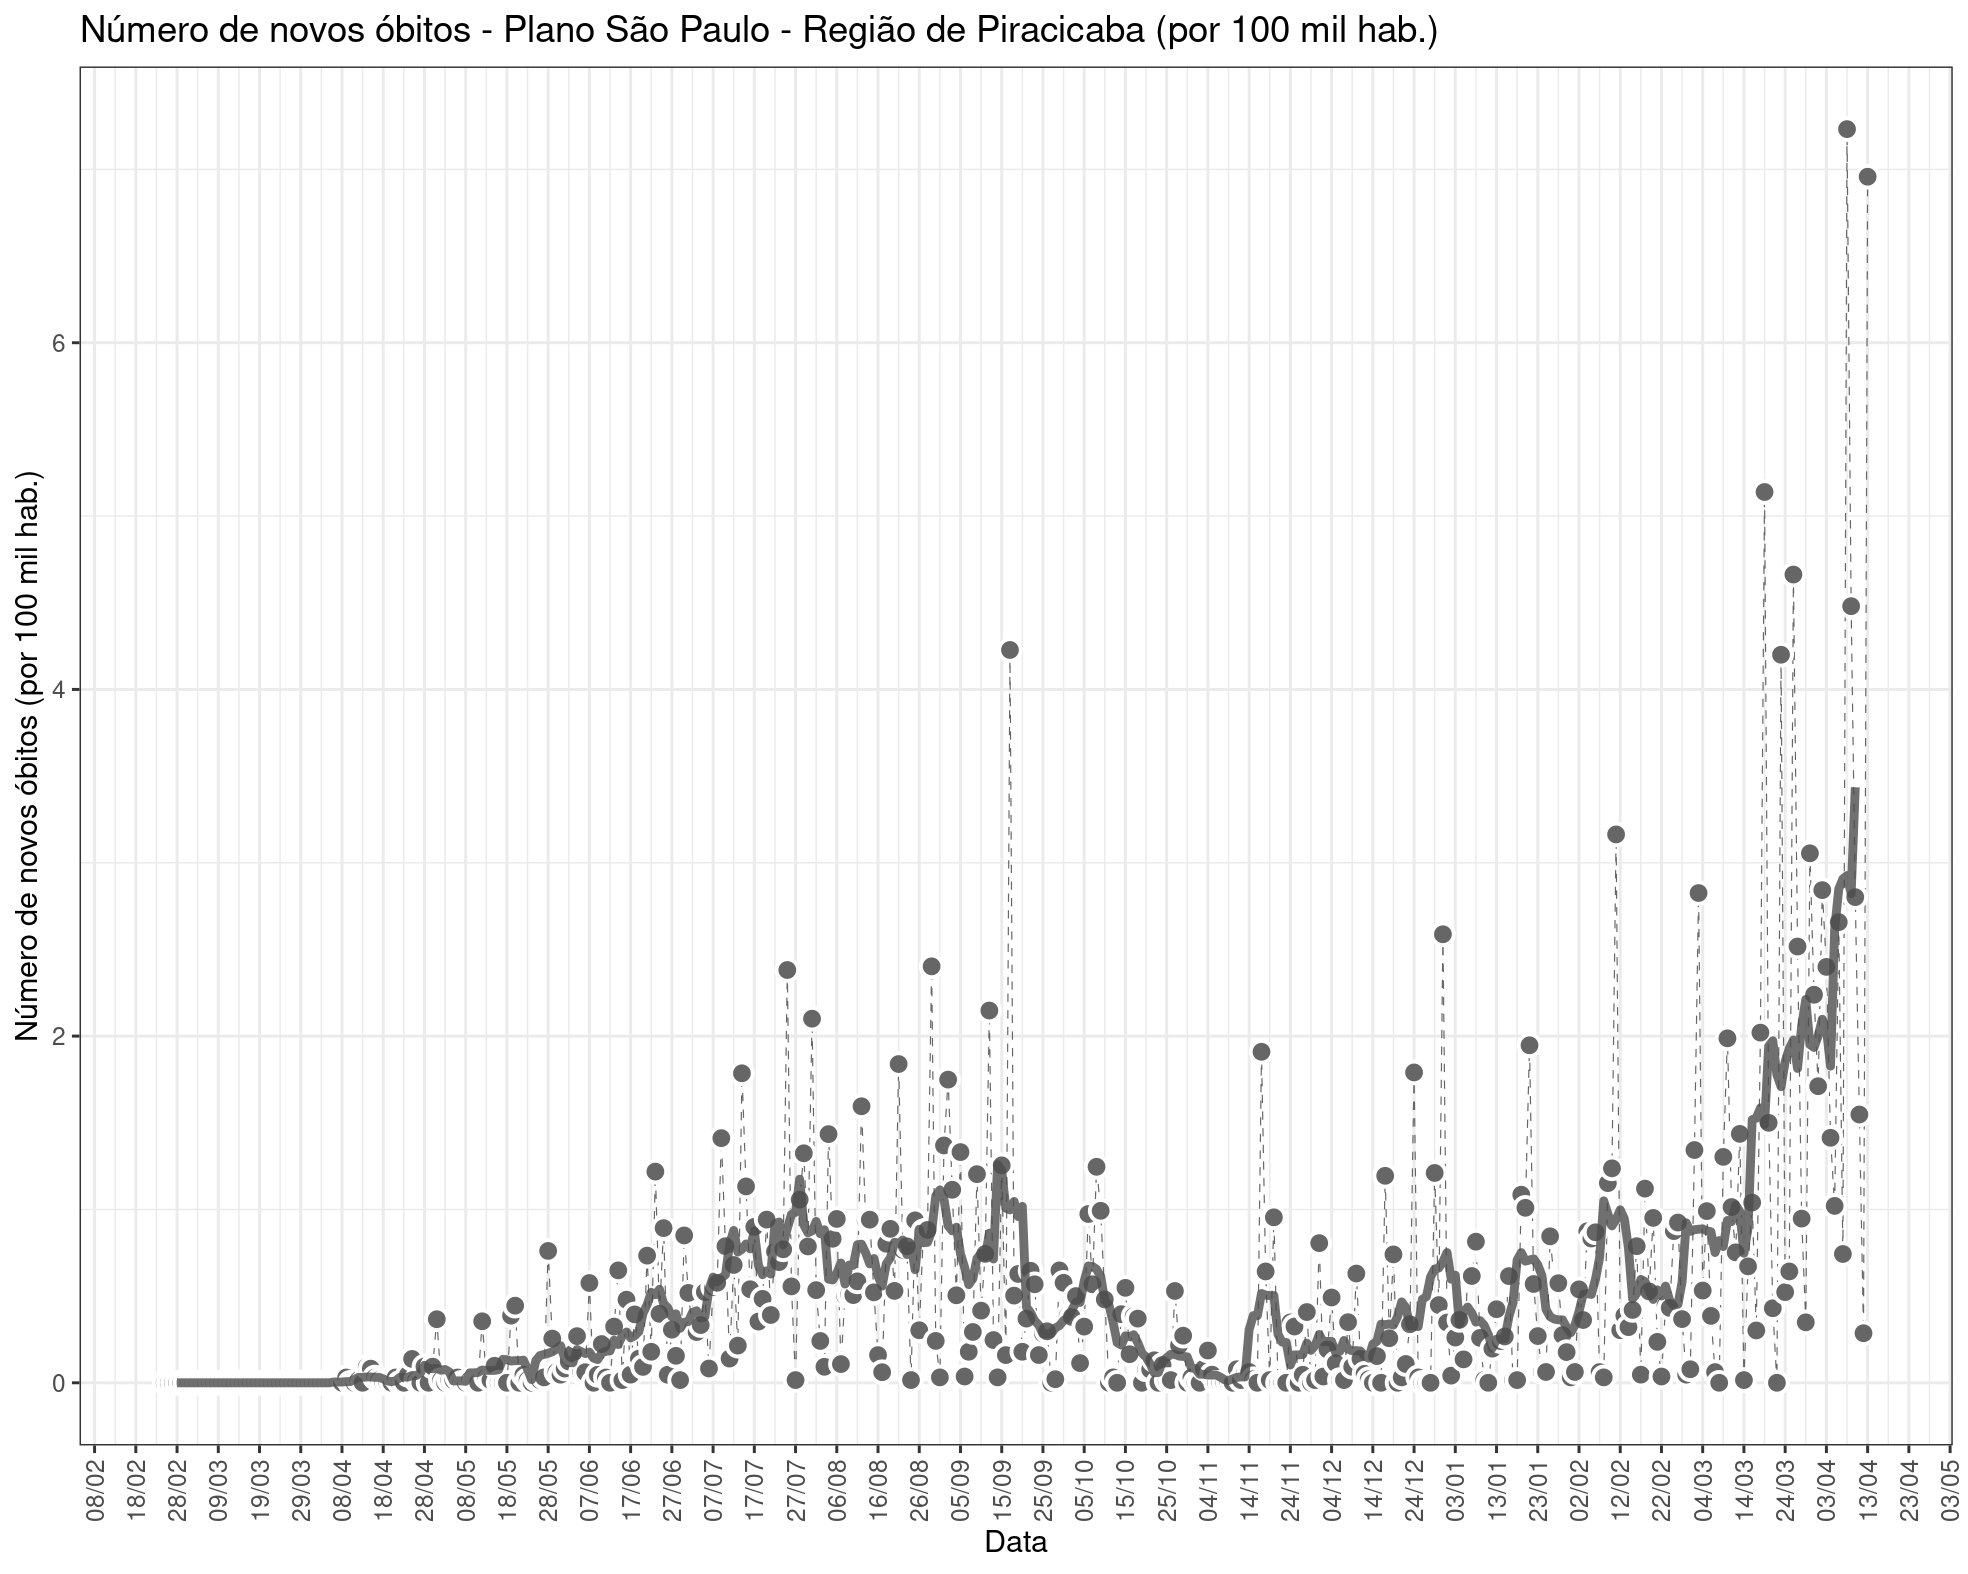 Número de novos óbitos - Plano São Paulo - Região de Piracicaba (por 100 mil hab.)
Número de novos óbitos (por 100 mil hab.)
6
4
2
0
08/02 18/02 28/02 09/03 19/03 29/03 08/04 18/04 28/04 08/05 18/05 28/05 07/06 17/06 27/06 07/07 17/07 27/07 06/08 16/08 26/08 05/09 15/09 25/09 05/10 15/10 25/10 04/11 14/11 24/11 04/12 14/12 24/12 03/01 13/01 23/01 02/02 12/02 22/02 04/03 14/03 24/03 03/04 13/04 23/04 03/05
Data